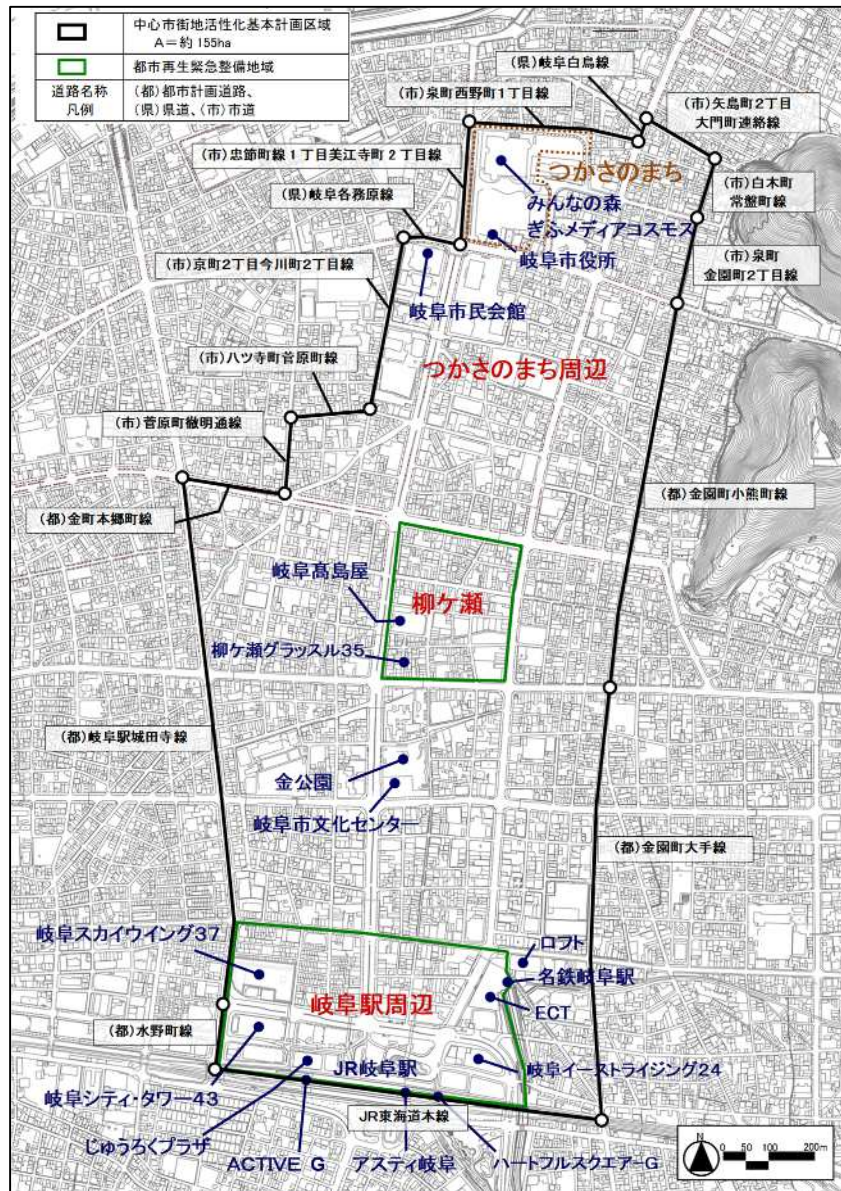 中心市街地活性化基本計画区域
A=約 155ha
都市再生緊急整備地域
道路名称
凡例
(都)都市計画道路、
(県)県道、(市)市道
(県)岐阜白鳥線
(市)泉町西野町1丁目線
(市)矢島町2丁目
大門町連絡線
(市)忠節町線1丁目美江寺町2丁目線
つかさのまち
(市)白木町
常盤町線
(県)岐阜各務原線
みんなの森
ぎふメディアコスモス
(市)泉町
金園町2丁目線
(市)京町2丁目今川町2丁目線
岐阜市役所
岐阜市民会館
(市)八ツ寺町菅原町線
つかさのまち周辺
(市)菅原町徹明通線
(都)金園町小熊町線
(都)金町本郷町線
岐阜髙島屋
柳ケ瀬
柳ケ瀬グラッスル35
(都)岐阜駅城田寺線
金公園
岐阜市文化センター
(都)金園町大手線
岐阜スカイウイング37
ロフト
名鉄岐阜駅
岐阜駅周辺
ECT
(都)水野町線
JR岐阜駅
岐阜イーストライジング24
岐阜シティ・タワー43
JR東海道本線
じゅうろくプラザ
ACTIVE G
アスティ岐阜
ハートフルスクエアーG
N
0 50 100 200m